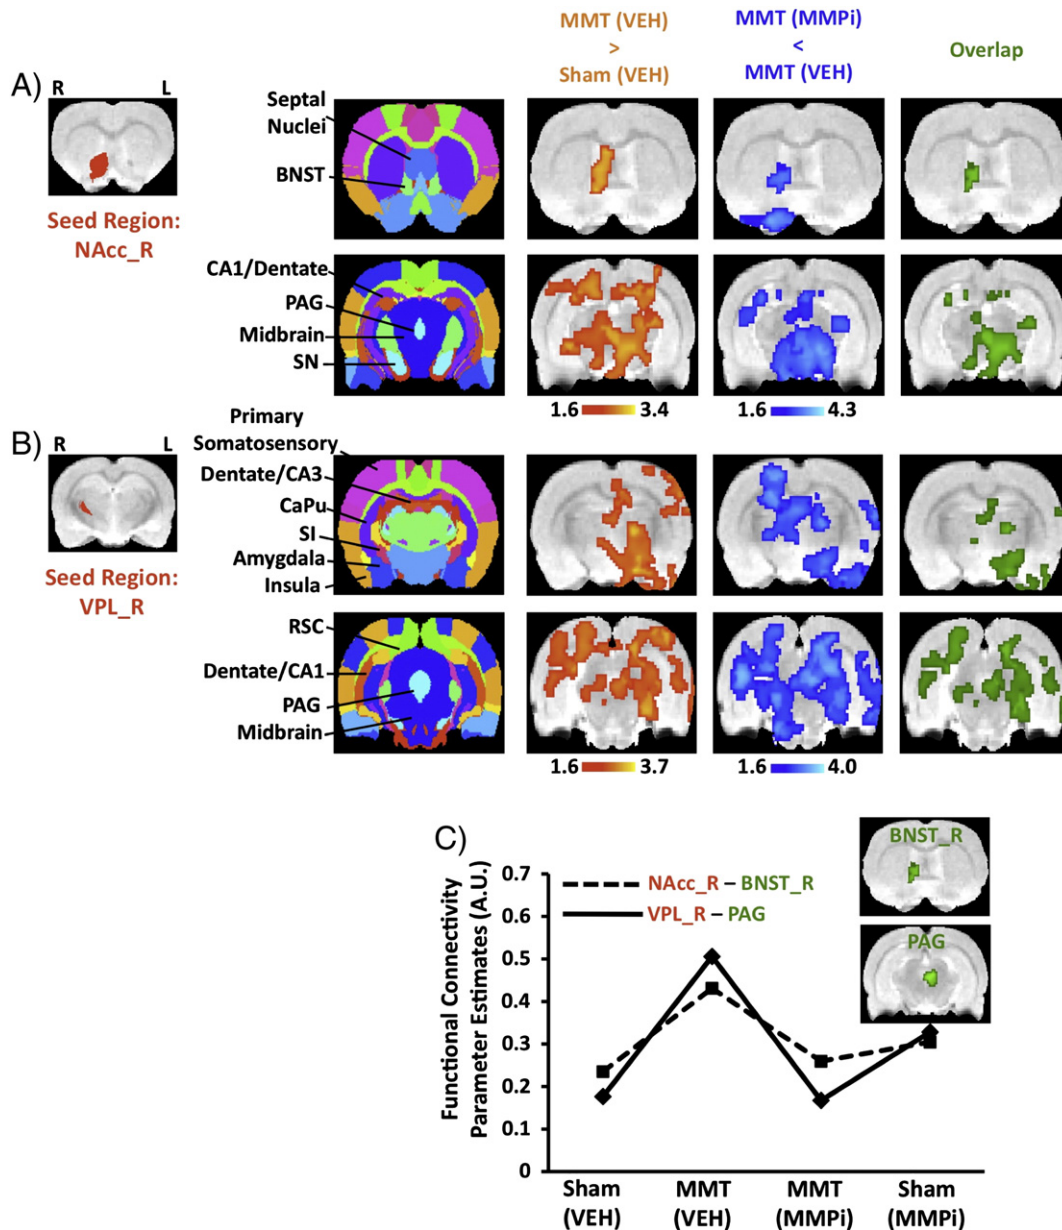 MMT (VEH)
>
Sham (VEH)
MMT (MMPi)
<
MMT (VEH)
Overlap
A)
R L
Seed Region:
NAcc_R
Septal
Nuclei
BNST
CA1/Dentate
PAG
Midbrain
SN
1.6 3.4
1.6 4.3
B)
R L
Seed Region:
VPL_R
Primary
Somatosensory
Dentate/CA3
CaPu
SI
Amygdala
Insula
RSC
Dentate/CA1
PAG
Midbrain
1.6 3.7
1.6 4.0
C)
Functional Connectivity
Parameter Estimates (A.U.)
0.7
0.6
0.5
0.4
0.3
0.2
0.1
0
NAcc_R – BNST_R
VPL_R – PAG
BNST_R
PAG
Sham
(VEH)
MMT
(VEH)
MMT
(MMPi)
Sham
(MMPi)